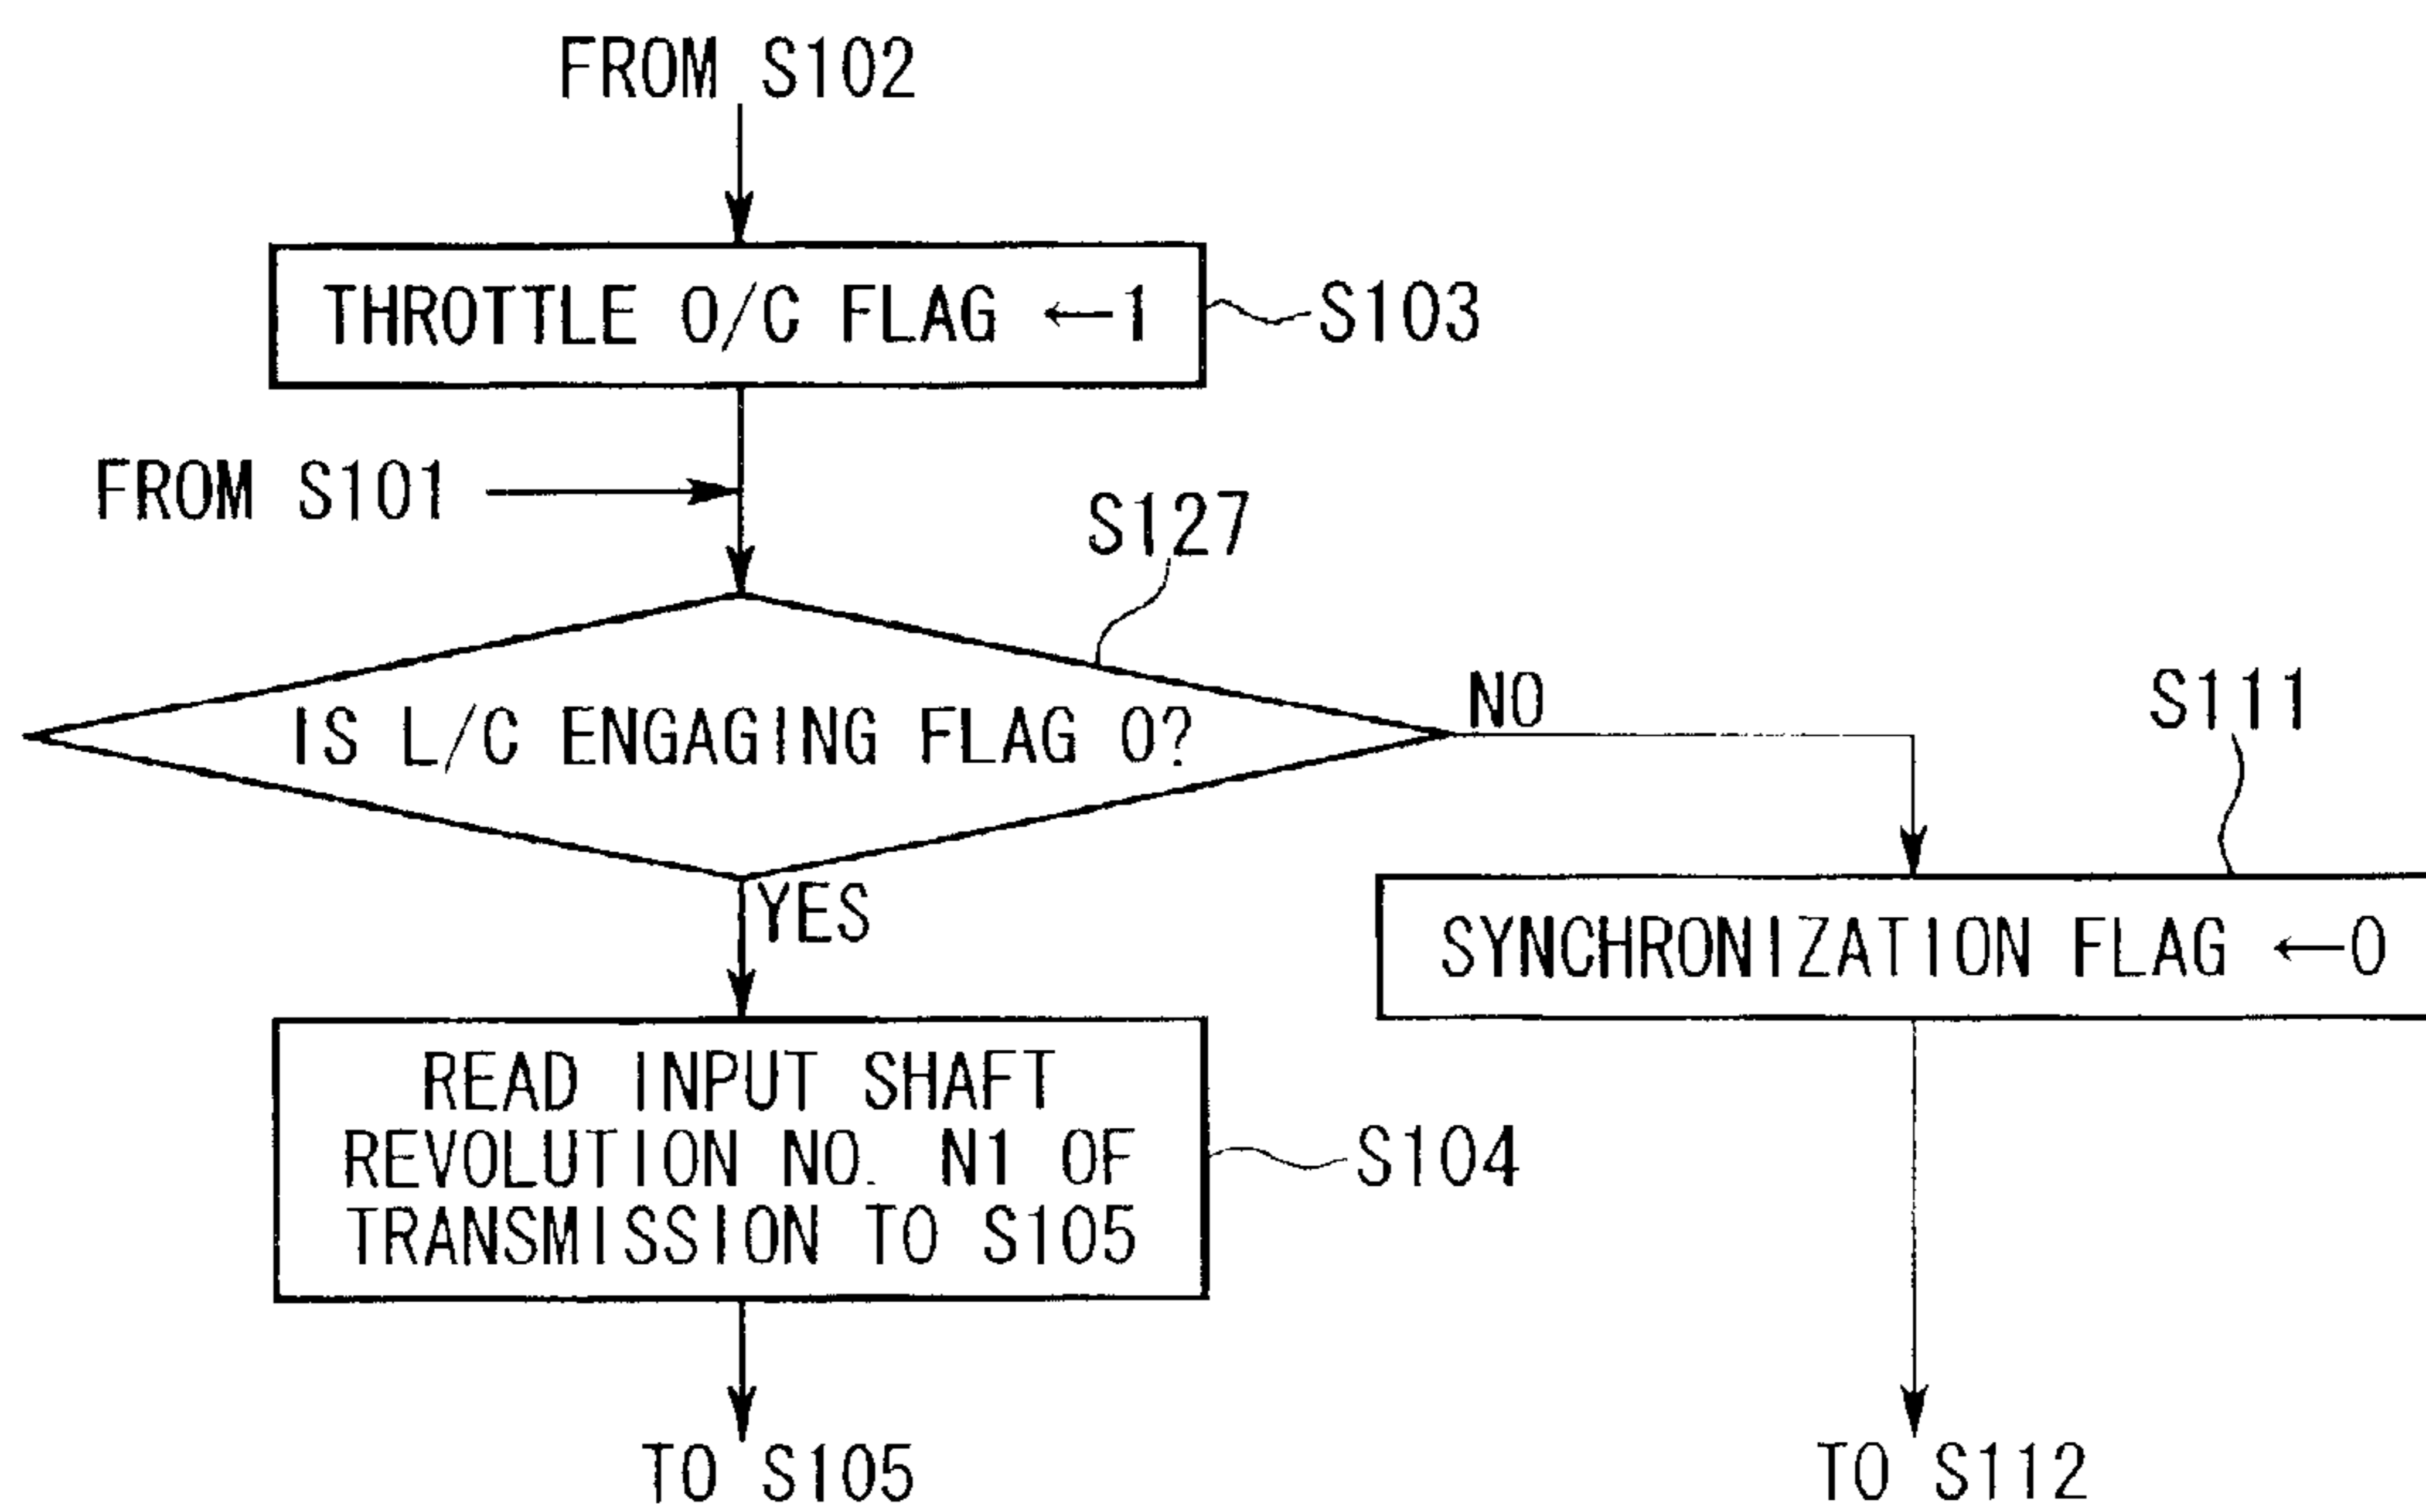 FROM S102
THROTTLE O/C FLAG ←1
S103
FROM S101
S127
IS L/C ENGAGING FLAG 0?
NO
S111
YES
SYNCHRONIZATION FLAG ←0
READ INPUT SHAFT
REVOLUTION NO. N1 OF
TRANSMISSION TO S105
S104
TO S105
TO S112